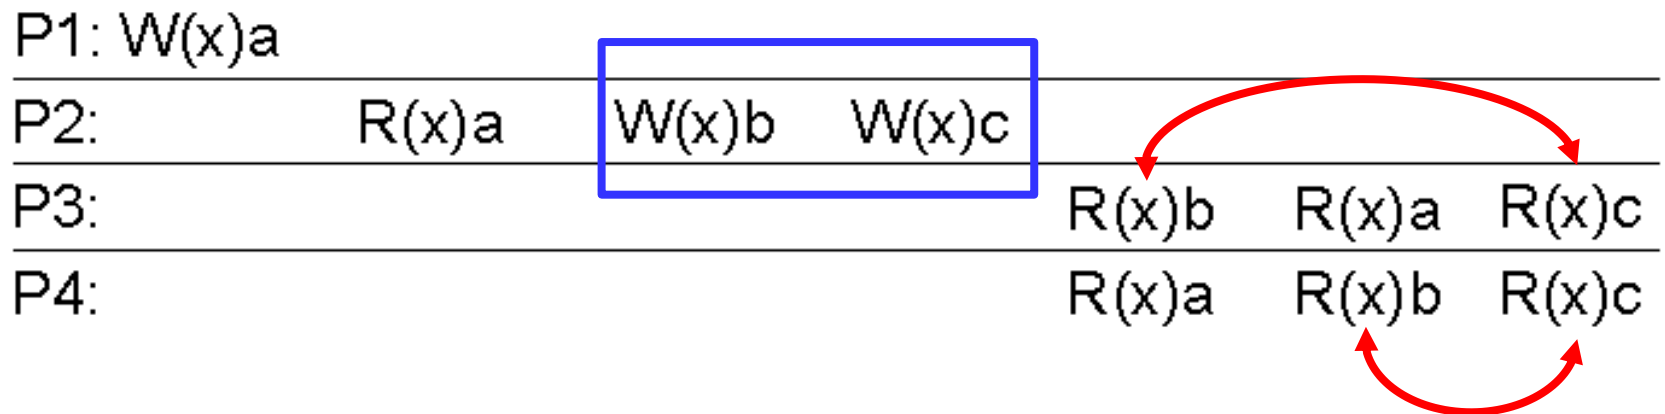 P1: W(x)a
P2: R(x)a W(x)b W(x)c
P3: R(x)b R(x)a R(x)c
P4: R(x)a R(x)b R(x)c